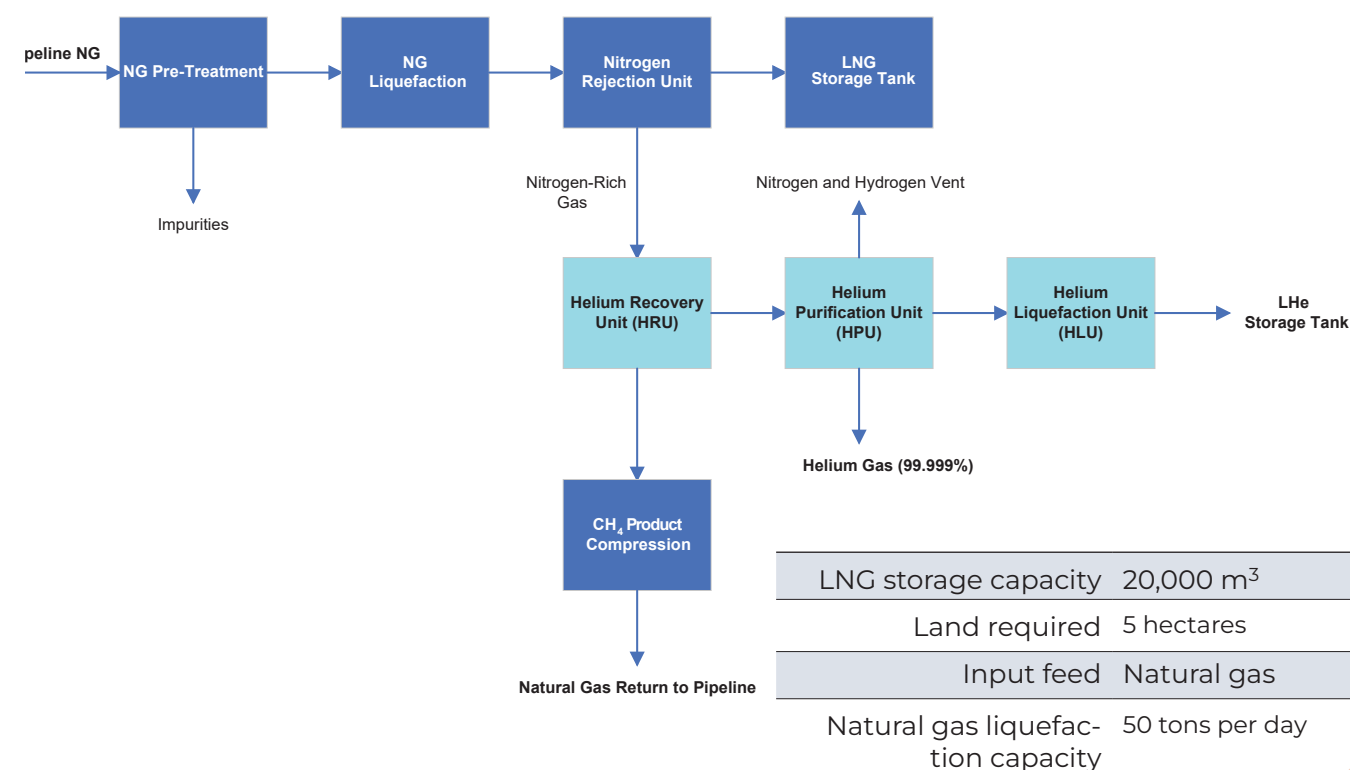 peline NG
NG Pre-Treatment
NG
Liquefaction
Nitrogen
Rejection Unit
LNG
Storage Tank
Impurities
Nitrogen-Rich
Gas
Nitrogen and Hydrogen Vent
Helium Recovery
Unit (HRU)
Helium
Purification Unit
(HPU)
Helium
Liquefaction Unit
(HLU)
LHe
Storage Tank
Helium Gas (99.999%)
CH₄ Product
Compression
Natural Gas Return to Pipeline
LNG storage capacity 20,000 m³
Land required 5 hectares
Input feed Natural gas
Natural gas liquefac- 50 tons per day
tion capacity